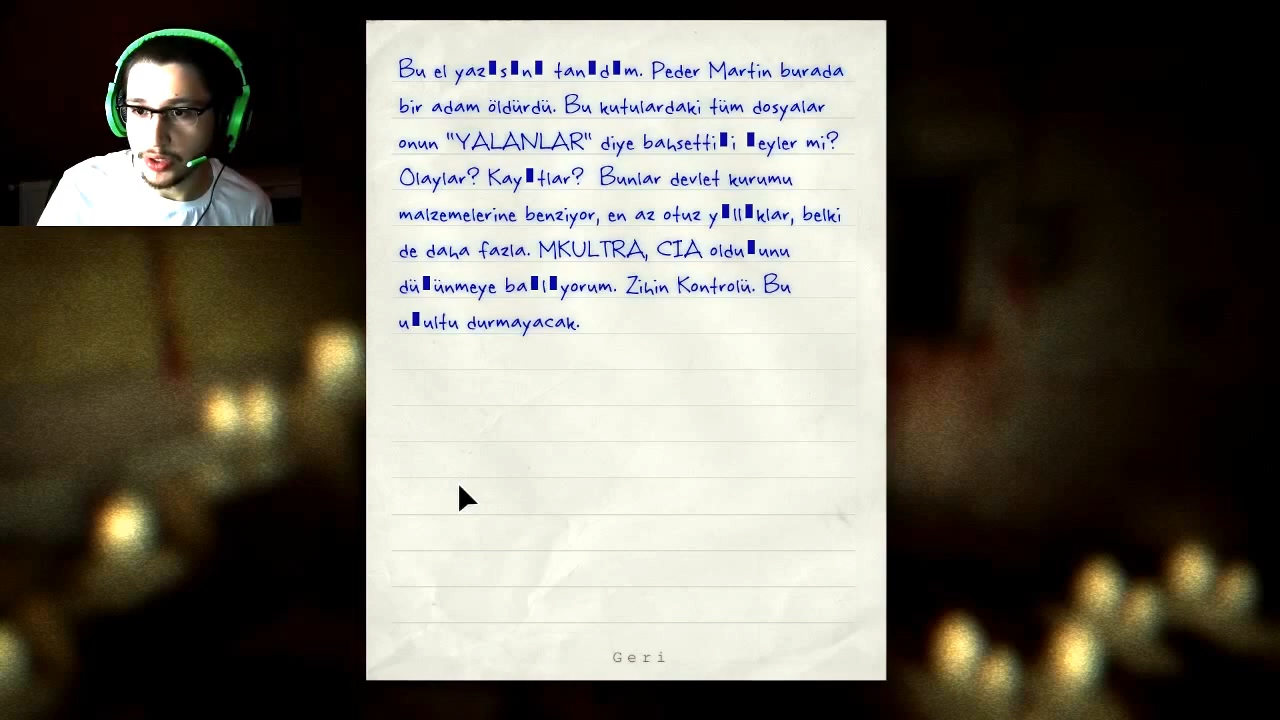 Bu el yaz▮s▮n▮ tan▮d▮m. Peder Martin burada
bir adam öldürdü. Bu kutulardaki tüm dosyalar
onun "YALANLAR" diye bahsetti▮i ▮eyler mi?
Olaylar? Kay▮tlar? Bunlar devlet kurumu
malzemelerine benziyor, en az otuz y▮ll▮klar, belki
de daha fazla. MKULTRA, CIA oldu▮unu
dü▮ünmeye ba▮l▮yorum. Zihin Kontrolü. Bu
u▮ultu durmayacak.
Geri